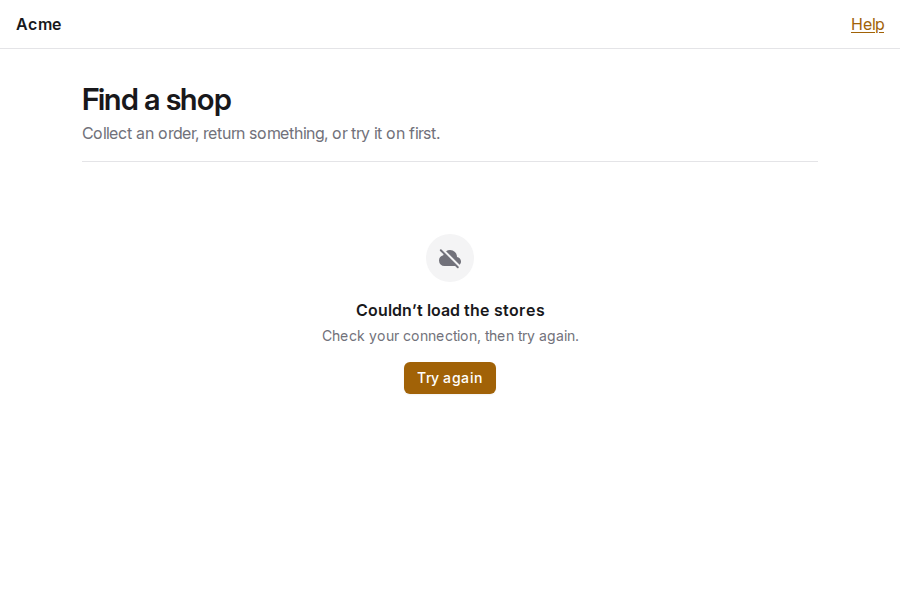 Acme
Help
Find a shop
Collect an order, return something, or try it on first.
Couldn’t load the stores
Check your connection, then try again.
Try again